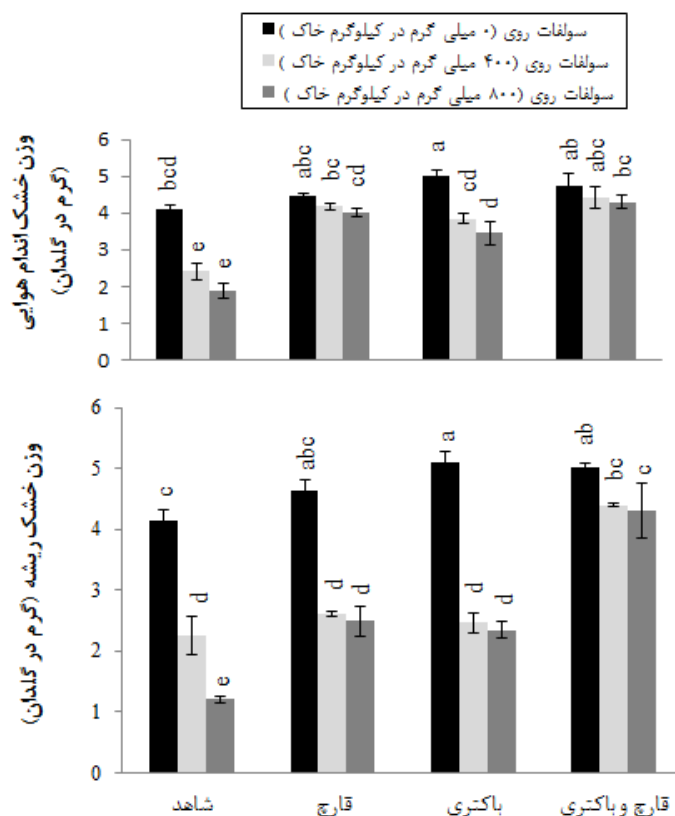 سولفات روی (۰ میلی گرم در کیلوگرم خاک )
سولفات روی (۴۰۰ میلی گرم در کیلوگرم خاک )
سولفات روی (۸۰۰ میلی گرم در کیلوگرم خاک )
وزن خشک اندام هوایی
(گرم در گلدان)
6
5
4
3
2
1
0
bcd
e
e
abc
bc
cd
a
cd
d
ab
abc
bc
وزن خشک ریشه (گرم در گلدان)
6
5
4
3
2
1
0
c
d
e
abc
d
d
a
d
d
ab
bc
c
شاهد
قارچ
باکتری
قارچ وباکتری